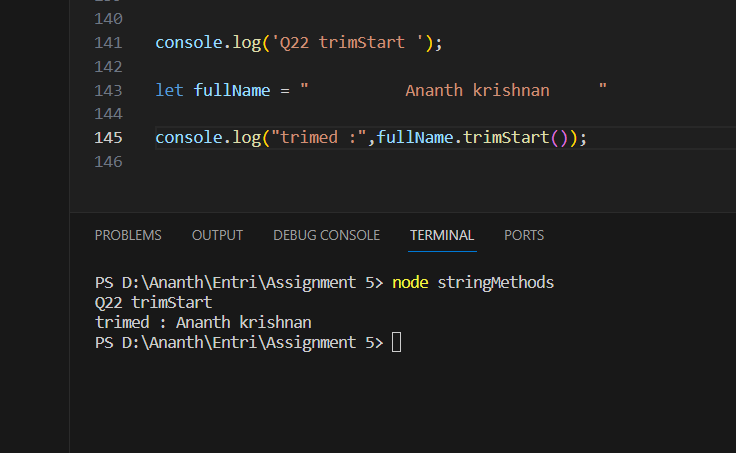 140
141 console.log('Q22 trimStart ');
142
143 let fullName = "          Ananth krishnan     "
144
145 console.log("trimed :",fullName.trimStart());
146
PROBLEMS OUTPUT DEBUG CONSOLE TERMINAL PORTS
PS D:\Ananth\Entri\Assignment 5> node stringMethods
Q22 trimStart
trimed : Ananth krishnan
PS D:\Ananth\Entri\Assignment 5>